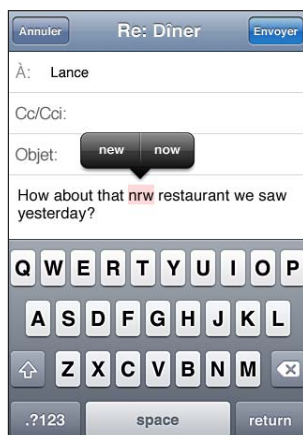 Annuler Re: Dîner Envoyer
À: Lance
Cc/Cci:
Objet:
new now
How about that nrw restaurant we saw
yesterday?
Q W E R T Y U I O P
A S D F G H J K L
Z X C V B N M
.?123 space return